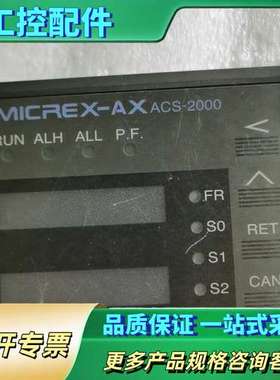 工控配件
MICREX-AX ACS-2000
RUN ALH ALL P.F.
<
FR
S0
RET
S1
S2
CAN
开专票
品质保证 一站式采
更多产品规格咨询客